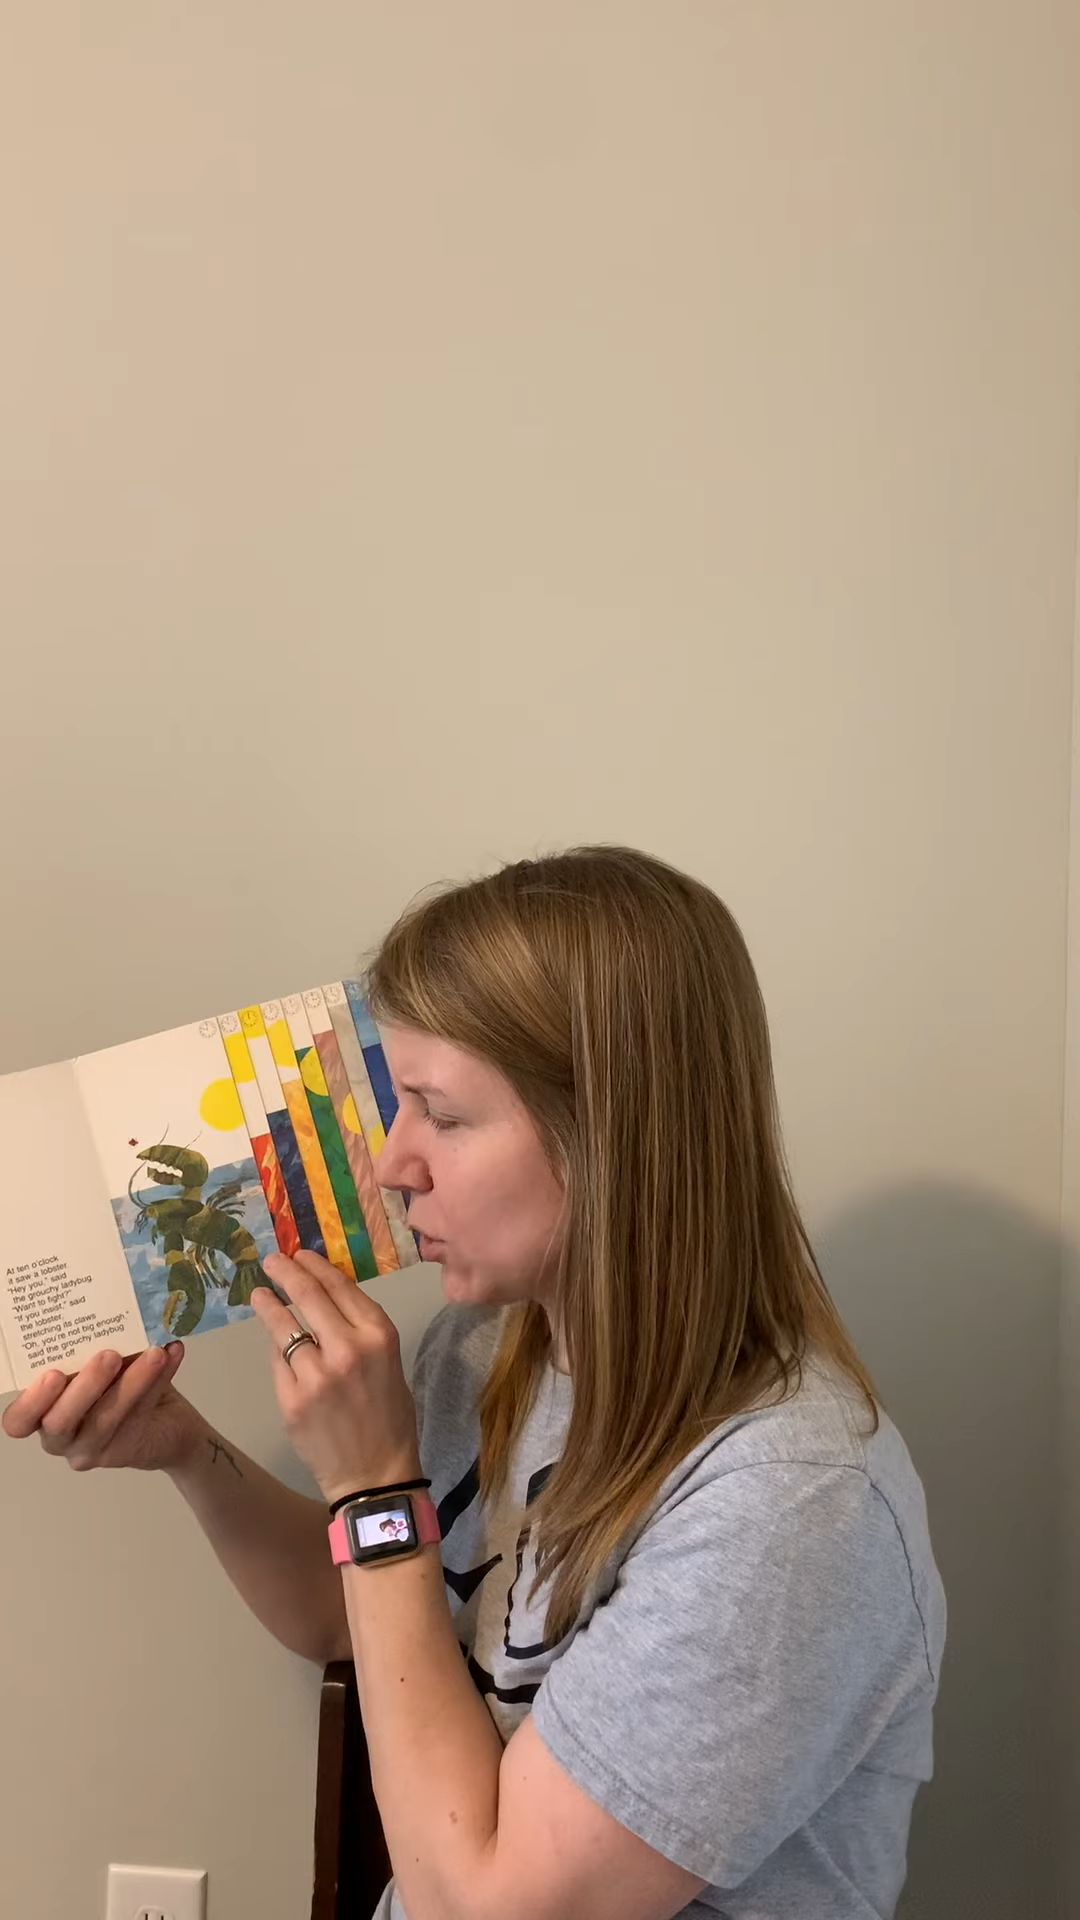 At ten o'clock
it saw a lobster.
"Hey you," said
the grouchy ladybug.
"Want to fight?"
"If you insist," said
the lobster,
stretching its claws.
"Oh, you're not big enough,"
said the grouchy ladybug
and flew off.